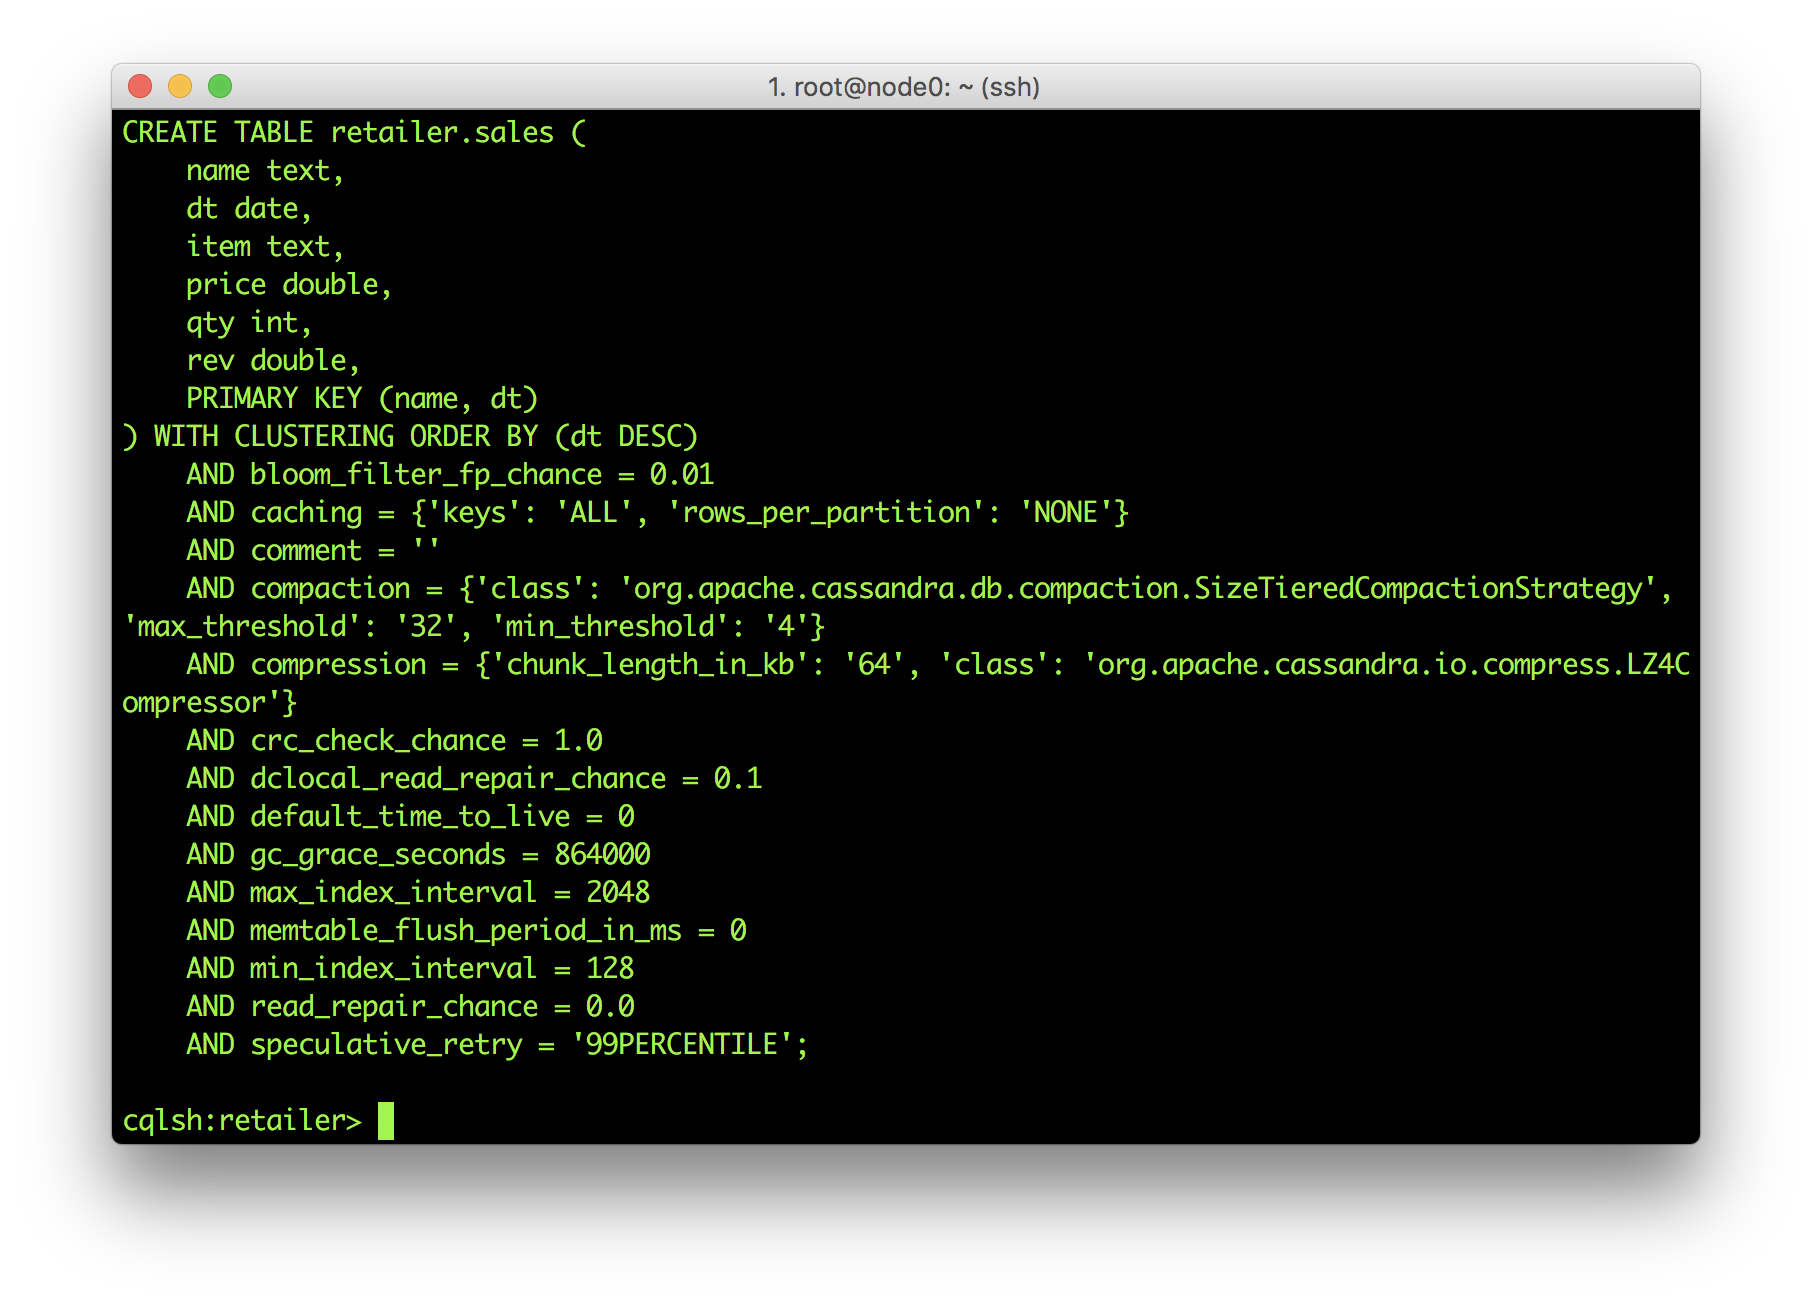 1. root@node0: ~ (ssh)
CREATE TABLE retailer.sales (
    name text,
    dt date,
    item text,
    price double,
    qty int,
    rev double,
    PRIMARY KEY (name, dt)
) WITH CLUSTERING ORDER BY (dt DESC)
    AND bloom_filter_fp_chance = 0.01
    AND caching = {'keys': 'ALL', 'rows_per_partition': 'NONE'}
    AND comment = ''
    AND compaction = {'class': 'org.apache.cassandra.db.compaction.SizeTieredCompactionStrategy',
'max_threshold': '32', 'min_threshold': '4'}
    AND compression = {'chunk_length_in_kb': '64', 'class': 'org.apache.cassandra.io.compress.LZ4C
ompressor'}
    AND crc_check_chance = 1.0
    AND dclocal_read_repair_chance = 0.1
    AND default_time_to_live = 0
    AND gc_grace_seconds = 864000
    AND max_index_interval = 2048
    AND memtable_flush_period_in_ms = 0
    AND min_index_interval = 128
    AND read_repair_chance = 0.0
    AND speculative_retry = '99PERCENTILE';
cqlsh:retailer>